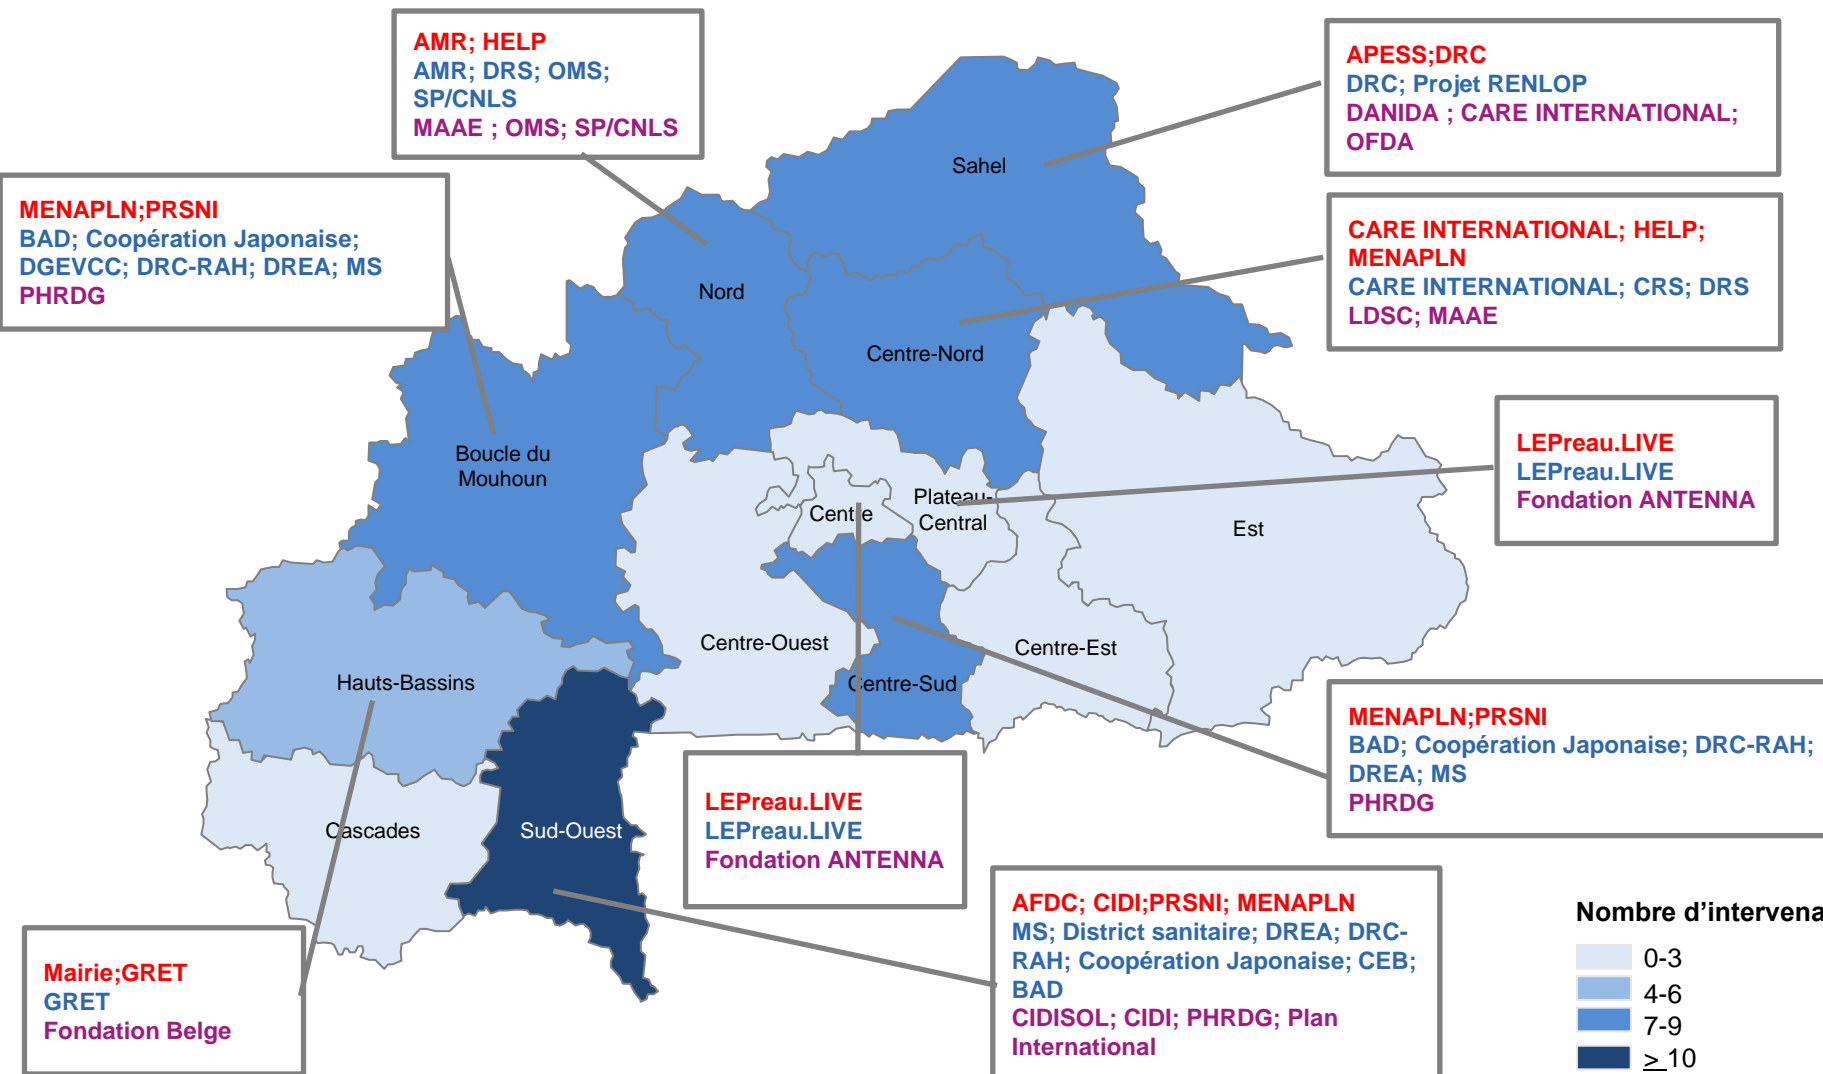 AMR; HELP
AMR; DRS; OMS;
SP/CNLS
MAAE ; OMS; SP/CNLS
APESS;DRC
DRC; Projet RENLOP
DANIDA ; CARE INTERNATIONAL;
OFDA
MENAPLN;PRSNI
BAD; Coopération Japonaise;
DGEVCC; DRC-RAH; DREA; MS
PHRDG
CARE INTERNATIONAL; HELP;
MENAPLN
CARE INTERNATIONAL; CRS; DRS
LDSC; MAAE
Sahel
Nord
Centre-Nord
Boucle du
Mouhoun
LEPreau.LIVE
LEPreau.LIVE
Fondation ANTENNA
Centre
Plateau-
Central
Est
Centre-Ouest
Centre-Est
Hauts-Bassins
Centre-Sud
MENAPLN;PRSNI
BAD; Coopération Japonaise; DRC-RAH;
DREA; MS
PHRDG
Cascades
Sud-Ouest
LEPreau.LIVE
LEPreau.LIVE
Fondation ANTENNA
AFDC; CIDI;PRSNI; MENAPLN
MS; District sanitaire; DREA; DRC-
RAH; Coopération Japonaise; CEB;
BAD
CIDISOL; CIDI; PHRDG; Plan
International
Mairie;GRET
GRET
Fondation Belge
Nombre d'intervena
0-3
4-6
7-9
≥ 10